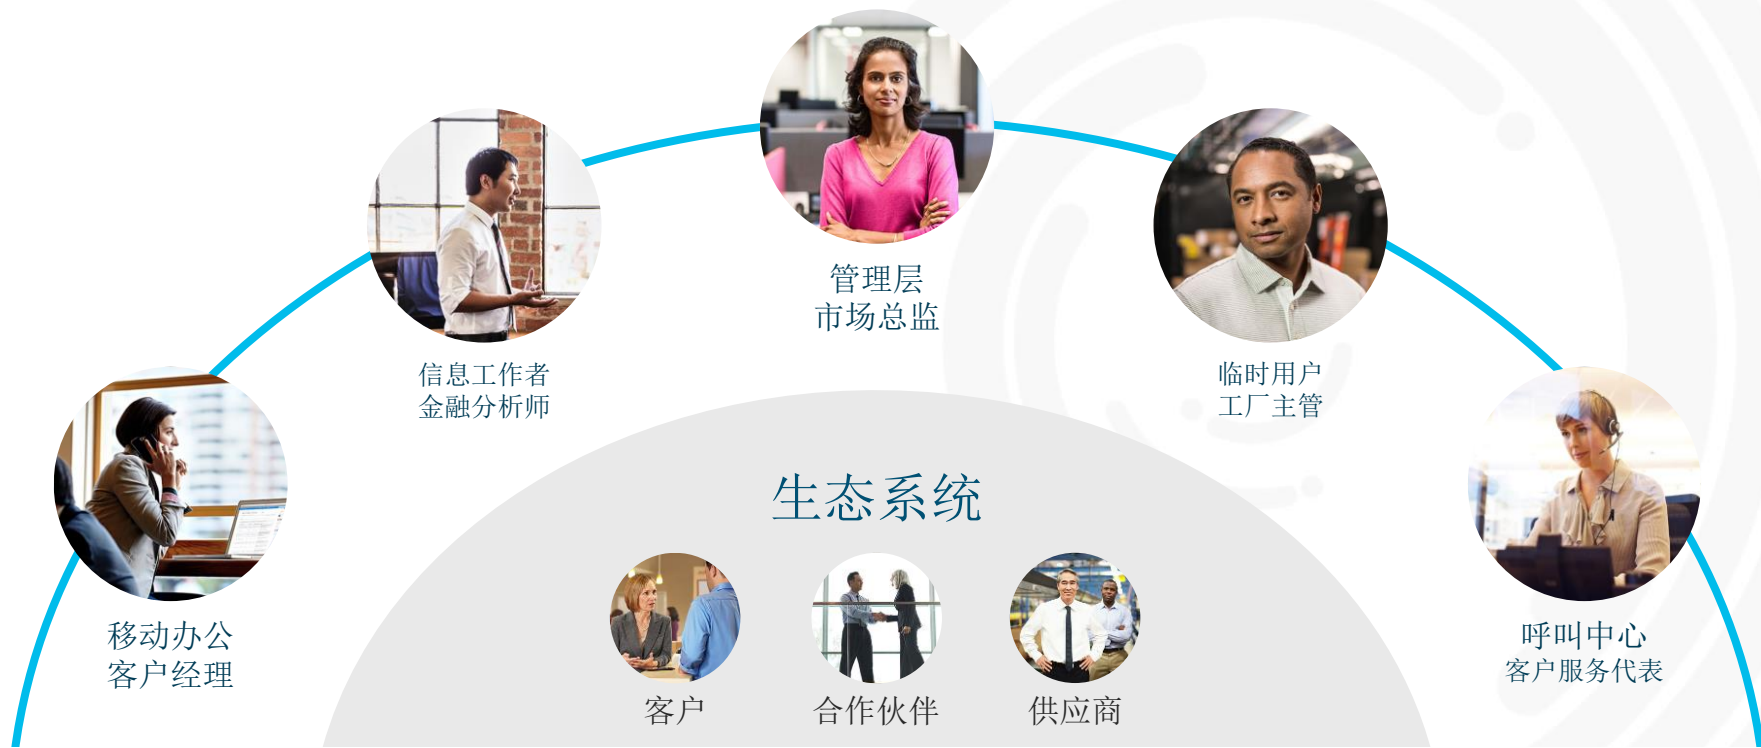 管理层
市场总监
信息工作者
金融分析师
临时用户
工厂主管
移动办公
客户经理
呼叫中心
客户服务代表
生态系统
客户
合作伙伴
供应商